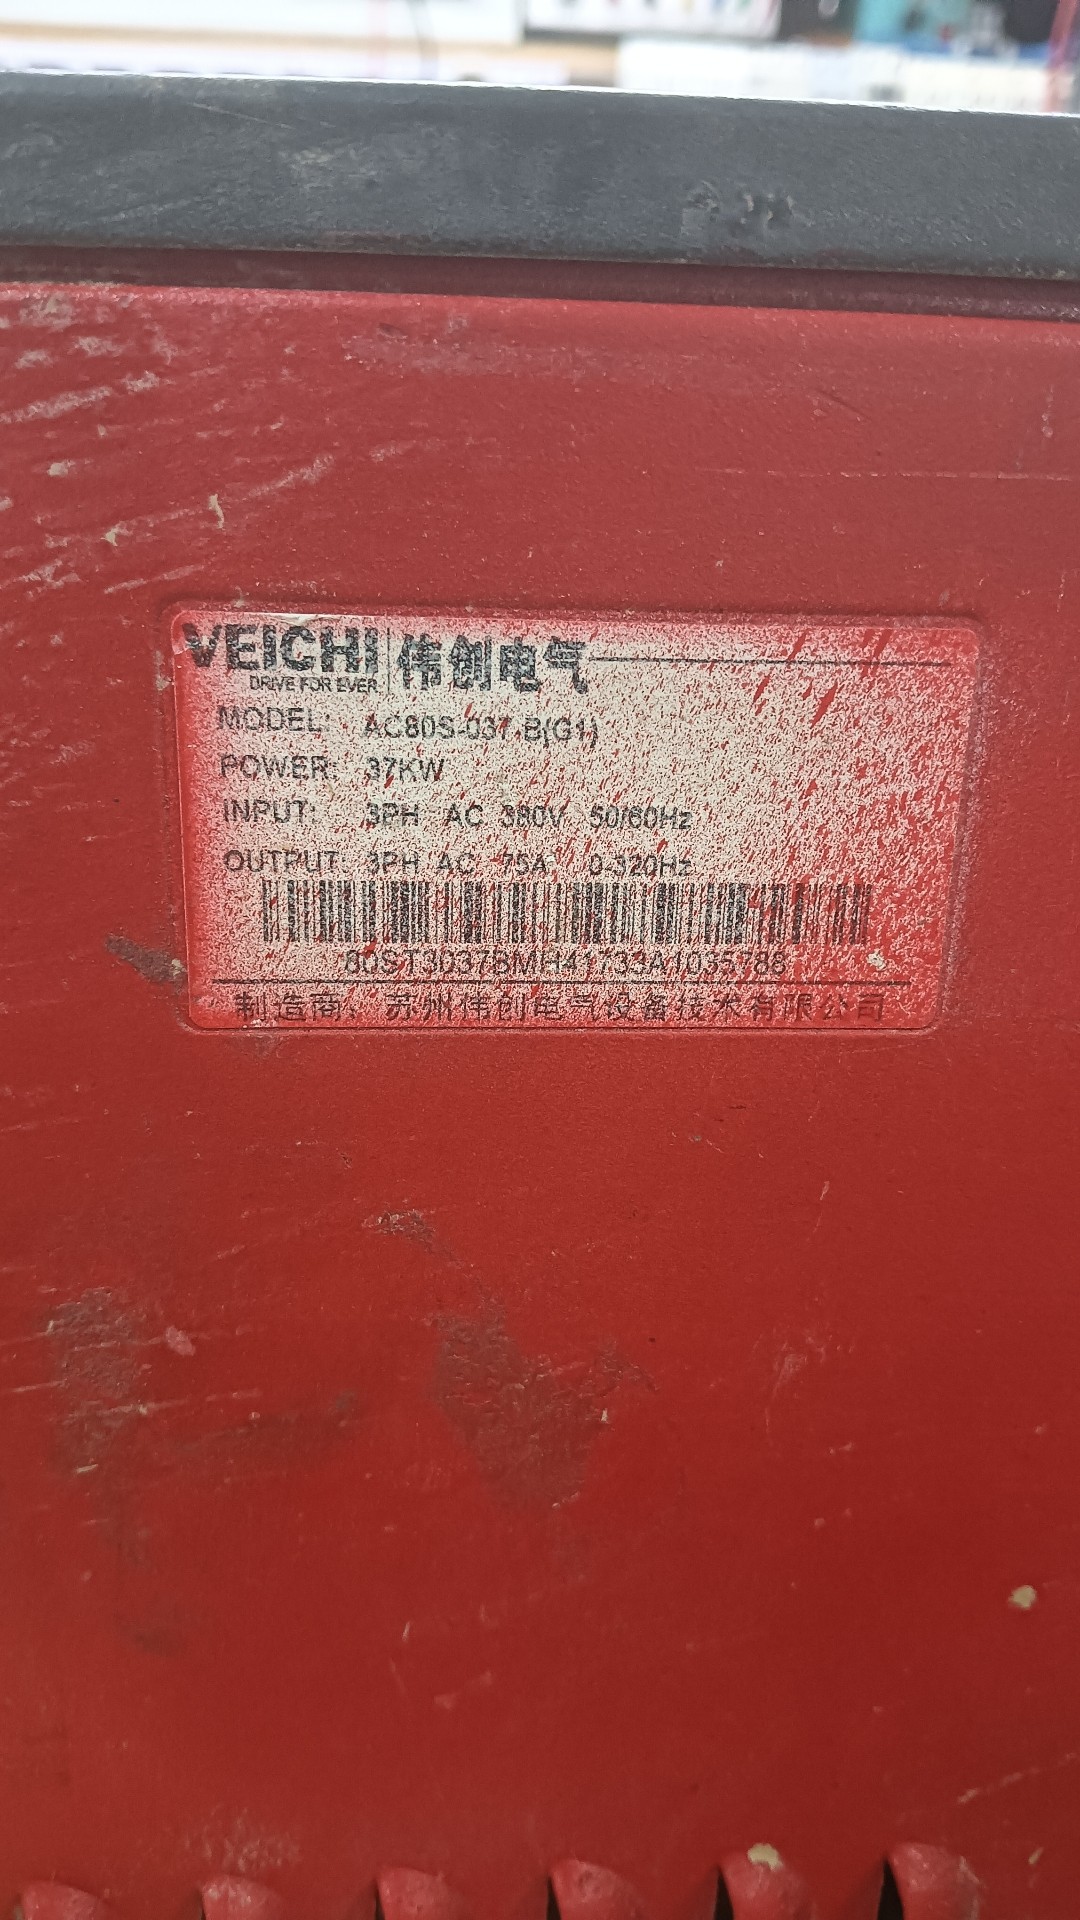 VEICHI 伟创电气
DRIVE FOR EVER
MODEL: AC80S-037 B(G1)
POWER: 37KW
INPUT: 3PH AC 380V 50/60Hz
OUTPUT: 3PH AC 75A 0-320Hz
80ST3037BMH41733A1035788
制造商: 苏州伟创电气设备技术有限公司